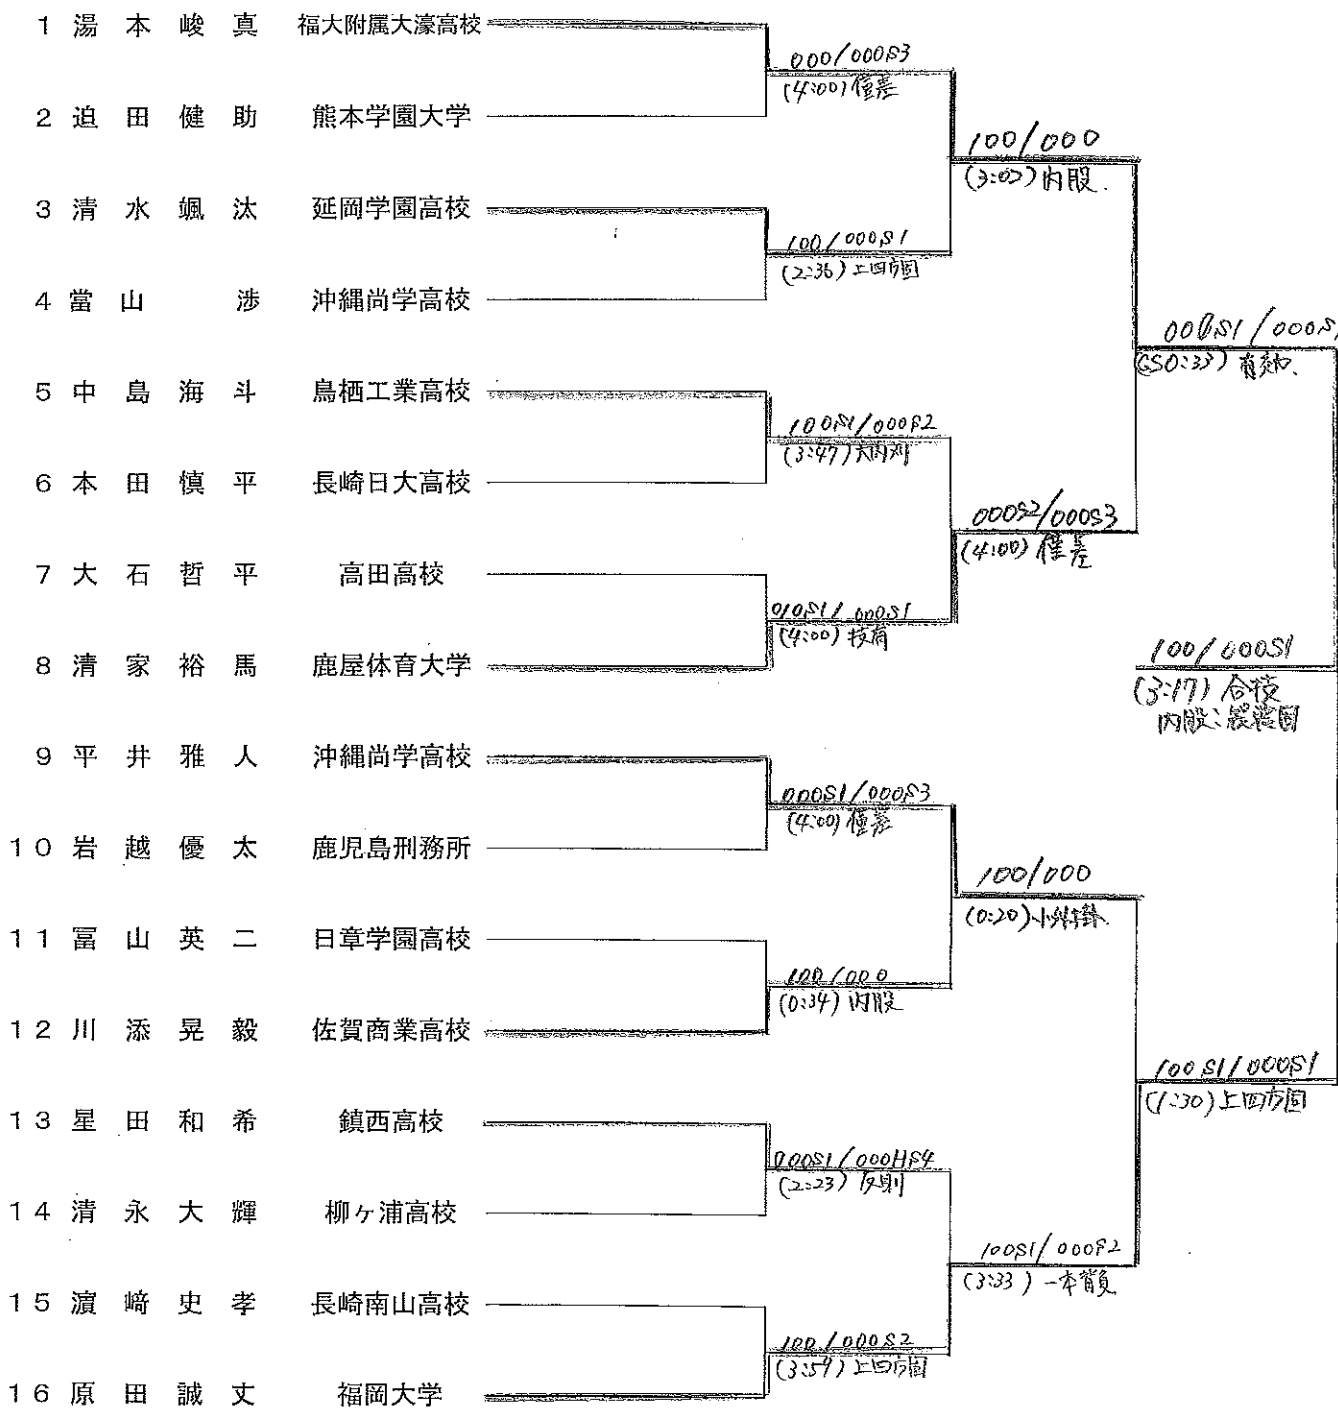 1 湯本峻真 福大附属大濠高校
000/000S3
(4:00) 僅差
2 迫田健助 熊本学園大学
100/000
(3:07) 内股
3 清水颯汰 延岡学園高校
100/000S1
(2:36) 上四方固
4 當山渉 沖縄尚学高校
000S1/000S1
(GS0:33) 有効
5 中島海斗 鳥栖工業高校
100S1/000S2
(3:47) 大内刈
6 本田慎平 長崎日大高校
000S2/000S3
(4:00) 僅差
7 大石哲平 高田高校
010S1/000S1
(4:00) 技有
8 清家裕馬 鹿屋体育大学
100/000S1
(3:17) 合技
内股:袈裟固
9 平井雅人 沖縄尚学高校
000S1/000S3
(4:00) 僅差
10 岩越優太 鹿児島刑務所
100/000
(0:20) 小外掛
11 冨山英二 日章学園高校
100/000
(0:34) 内股
12 川添晃毅 佐賀商業高校
100S1/000S1
(1:30) 上四方固
13 星田和希 鎮西高校
000S1/000HS4
(2:23) 反則
14 清永大輝 柳ヶ浦高校
100S1/000S2
(3:33) 一本背負
15 濵﨑史孝 長崎南山高校
100/000S2
(3:59) 上四方固
16 原田誠丈 福岡大学